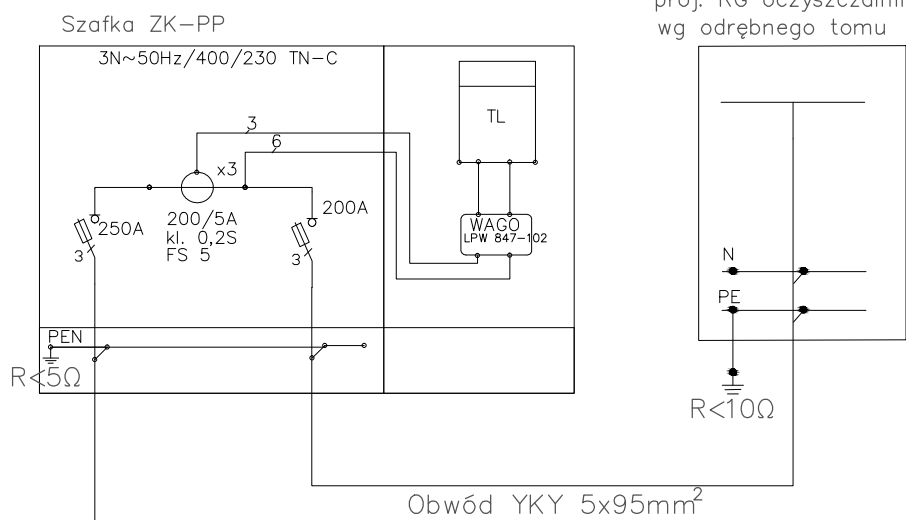 Szafka ZK-PP
3N~50Hz/400/230 TN-C
3
6
x3
TL
250A
3
200/5A
kl. 0,2S
FS 5
200A
3
WAGO
LPW 847-102
PEN
R<5Ω
proj. RG oczyszczalni
wg odrębnego tomu
N
PE
R<10Ω
Obwód YKY 5x95mm²